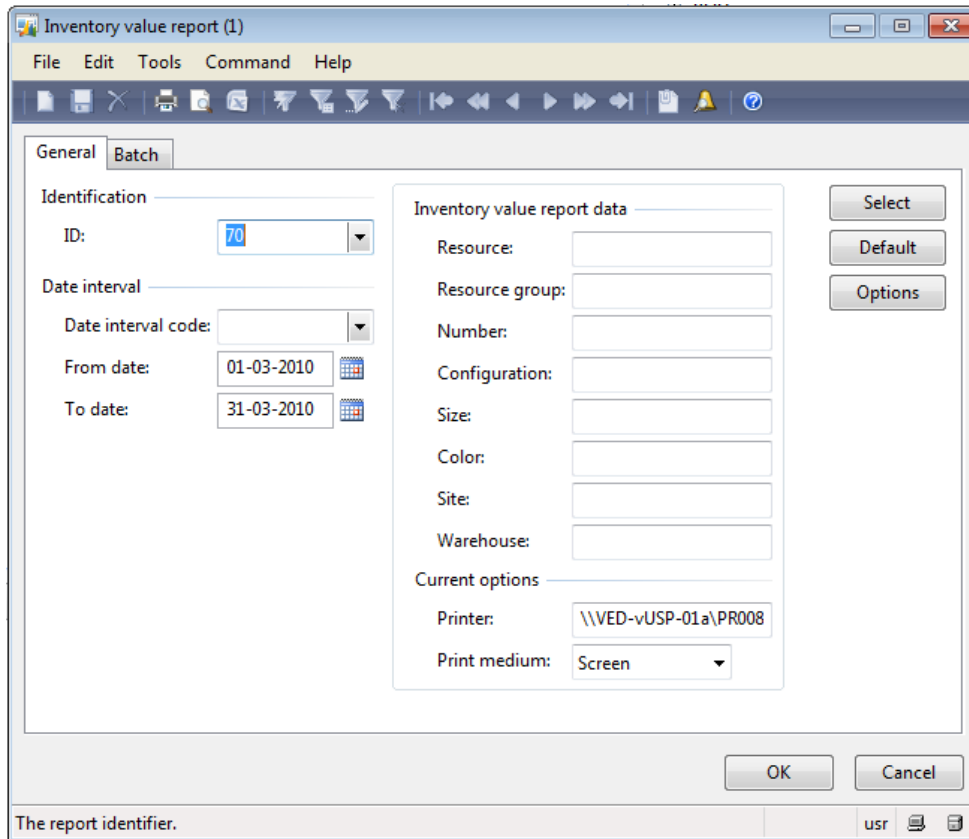 Inventory value report (1)
File Edit Tools Command Help
General Batch
Identification
ID: 70
Date interval
Date interval code:
From date: 01-03-2010
To date: 31-03-2010
Inventory value report data
Resource:
Resource group:
Number:
Configuration:
Size:
Color:
Site:
Warehouse:
Current options
Printer: \\VED-vUSP-01a\PR008
Print medium: Screen
Select
Default
Options
OK Cancel
The report identifier. usr